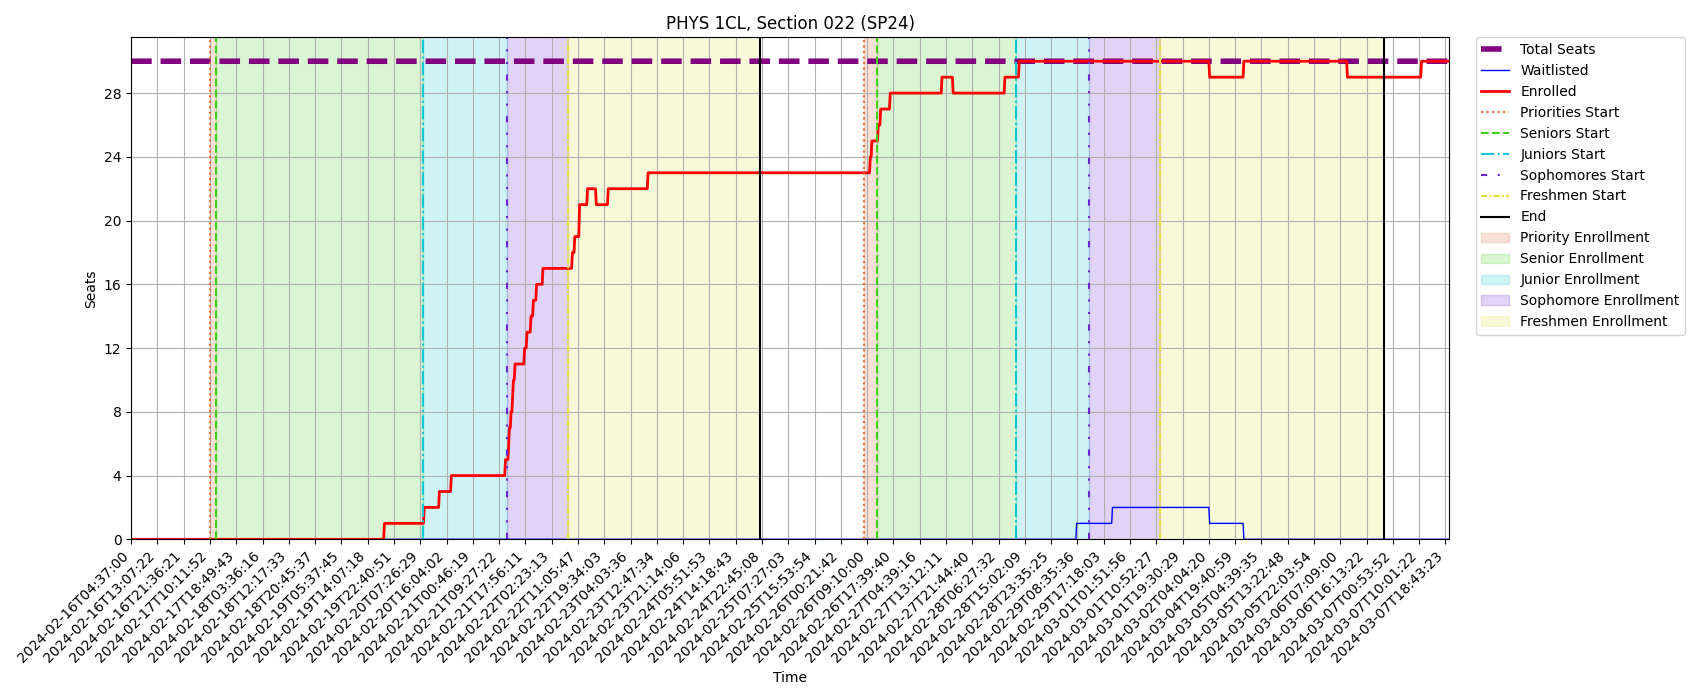 PHYS 1CL, Section 022 (SP24)
Total Seats
Waitlisted
Enrolled
Priorities Start
Seniors Start
Juniors Start
Sophomores Start
Freshmen Start
End
Priority Enrollment
Senior Enrollment
Junior Enrollment
Sophomore Enrollment
Freshmen Enrollment
Seats
28
24
20
16
12
8
4
0
2024-02-16T04:37:00
2024-02-16T13:07:22
2024-02-16T21:36:21
2024-02-17T10:11:52
2024-02-17T18:49:43
2024-02-18T03:36:16
2024-02-18T12:17:33
2024-02-18T20:45:37
2024-02-19T05:37:45
2024-02-19T14:07:18
2024-02-19T22:40:51
2024-02-20T07:26:29
2024-02-20T16:04:02
2024-02-21T00:46:19
2024-02-21T09:27:22
2024-02-21T17:56:11
2024-02-22T02:23:13
2024-02-22T11:05:47
2024-02-22T19:34:03
2024-02-23T04:03:36
2024-02-23T12:47:34
2024-02-23T21:14:06
2024-02-24T05:51:53
2024-02-24T14:18:43
2024-02-24T22:45:08
2024-02-25T07:27:03
2024-02-25T15:53:54
2024-02-26T00:21:42
2024-02-26T09:10:00
2024-02-26T17:39:40
2024-02-27T04:39:16
2024-02-27T13:12:11
2024-02-27T21:44:40
2024-02-28T06:27:32
2024-02-28T15:02:09
2024-02-28T23:35:25
2024-02-29T08:35:36
2024-02-29T17:18:03
2024-03-01T01:51:56
2024-03-01T10:52:27
2024-03-01T19:30:29
2024-03-02T04:04:20
2024-03-04T19:40:59
2024-03-05T04:39:35
2024-03-05T13:22:48
2024-03-05T22:03:54
2024-03-06T07:09:00
2024-03-06T16:13:22
2024-03-07T00:53:52
2024-03-07T10:01:22
2024-03-07T18:43:23
Time